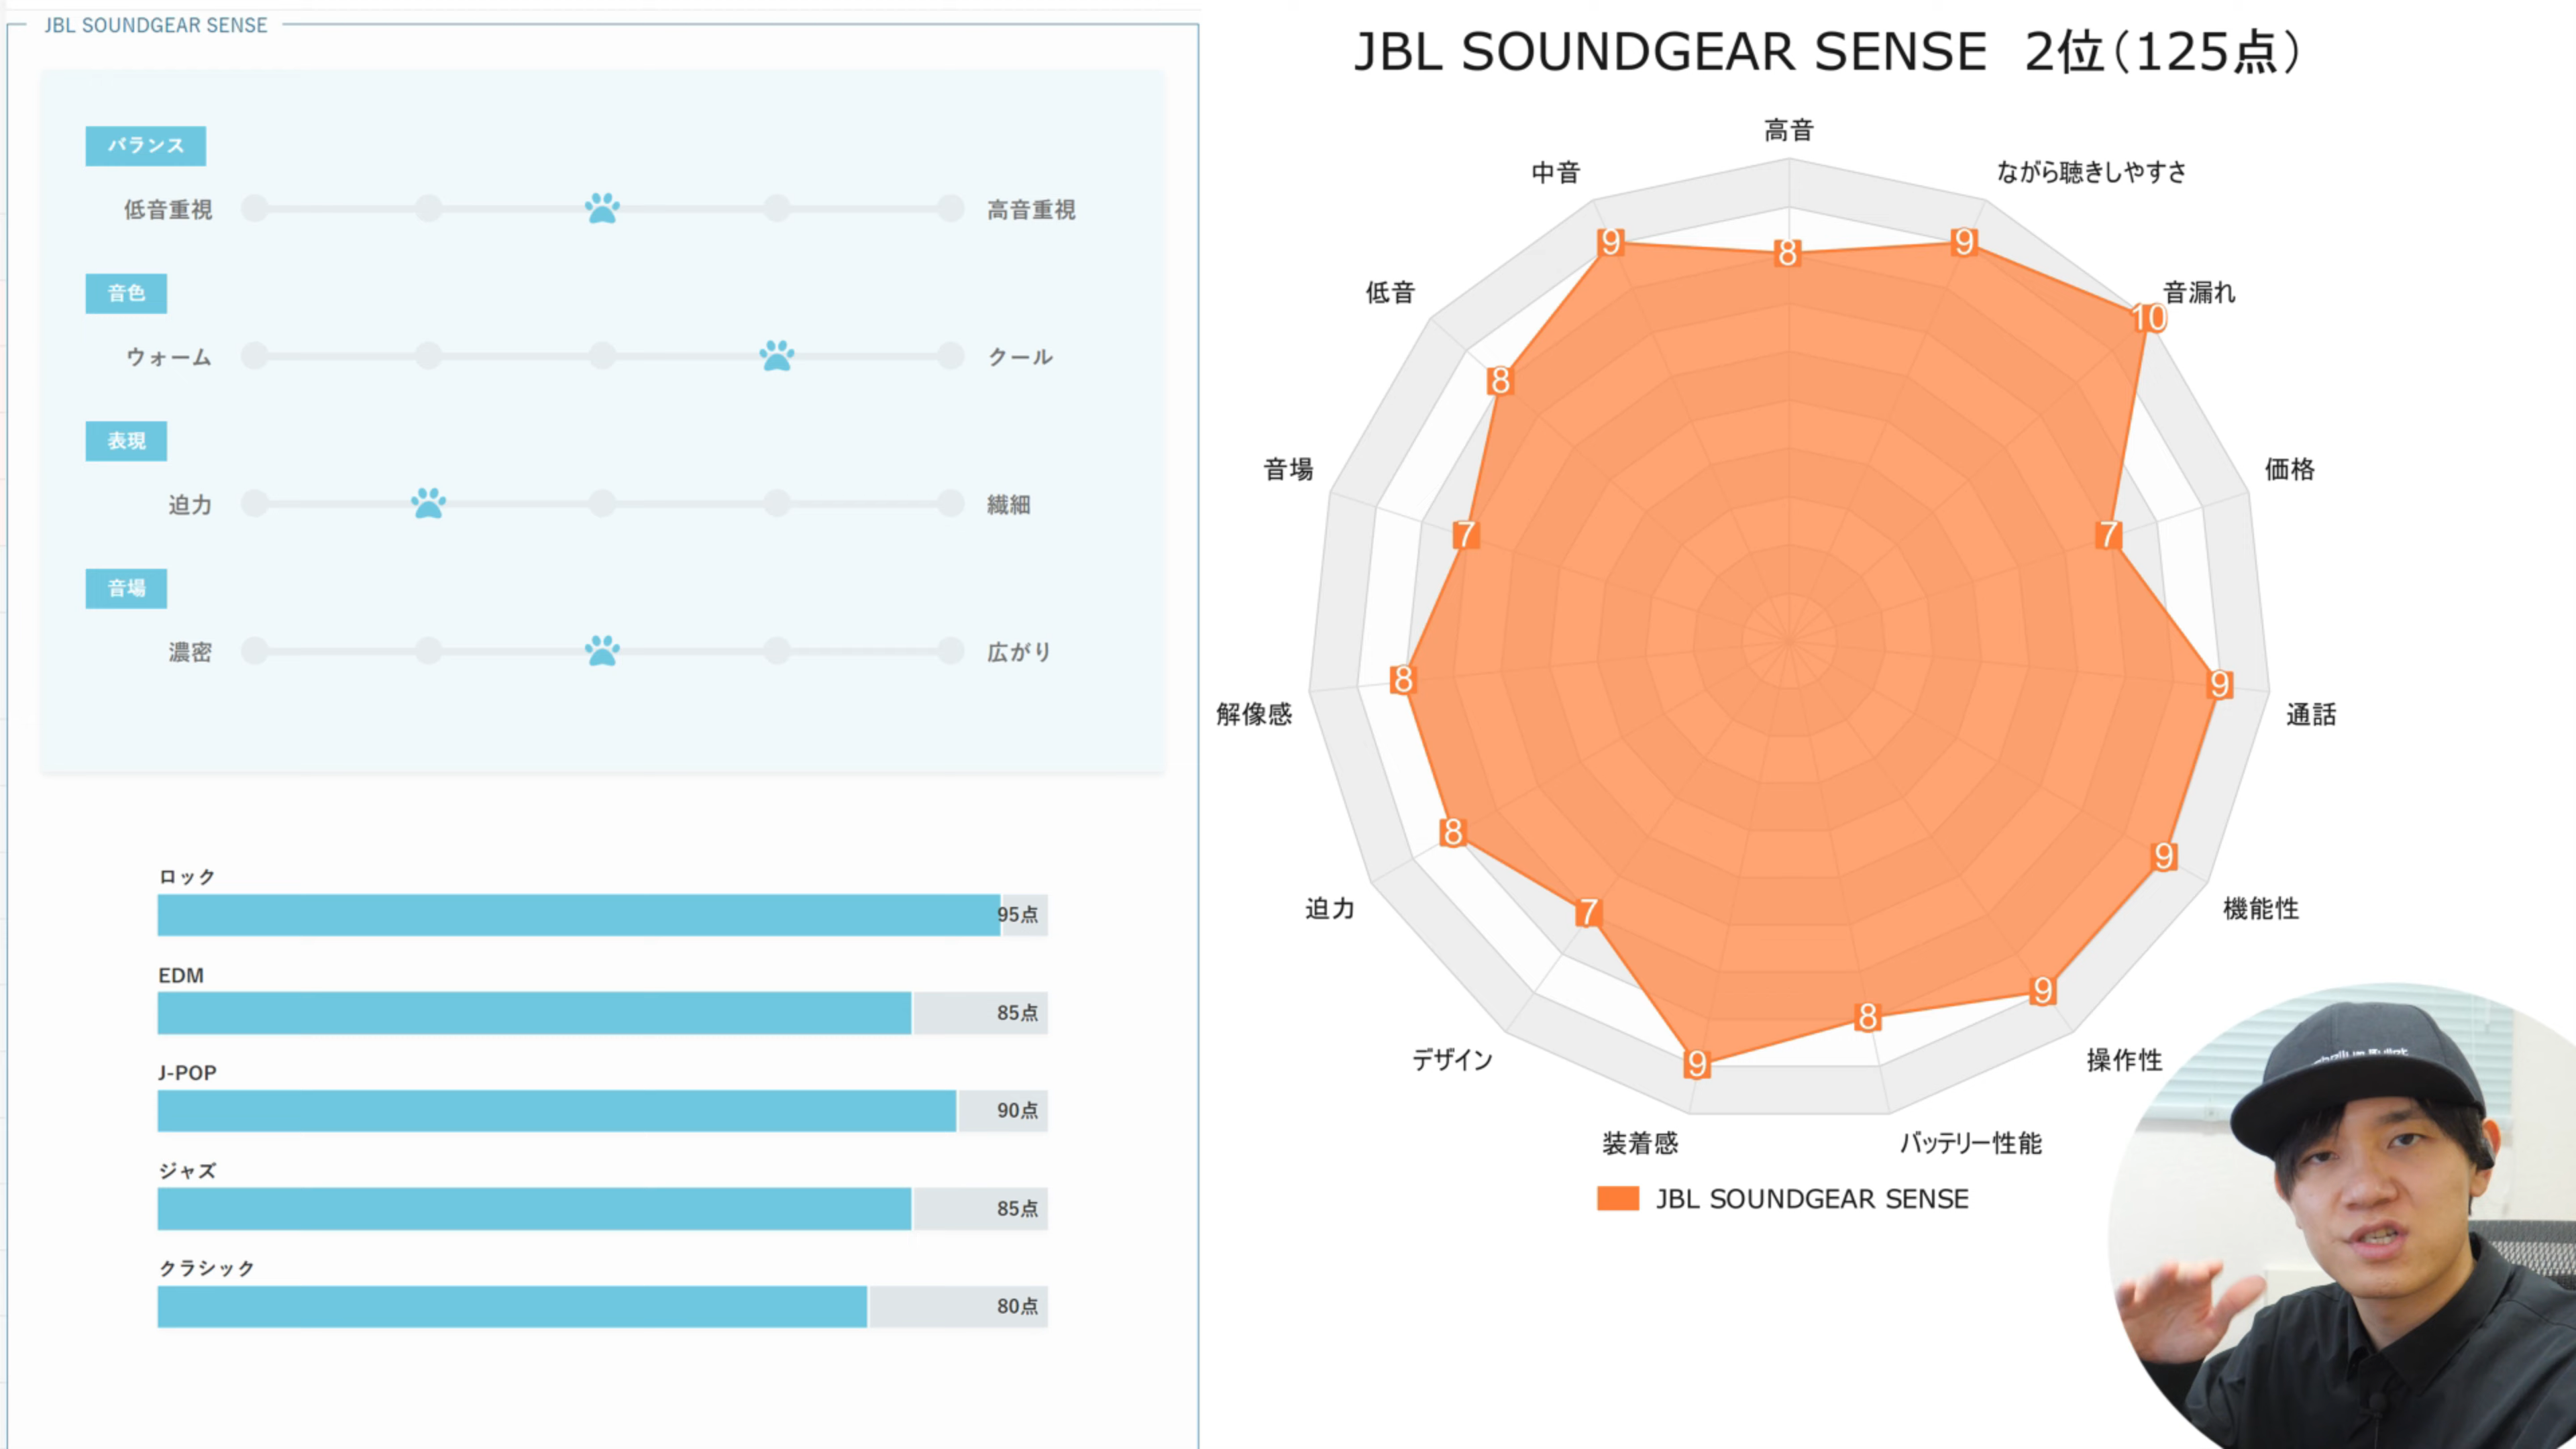 JBL SOUNDGEAR SENSE
バランス
低音重視 高音重視
音色
ウォーム クール
表現
迫力 繊細
音場
濃密 広がり
ロック
95点
EDM
85点
J-POP
90点
ジャズ
85点
クラシック
80点
JBL SOUNDGEAR SENSE 2位（125点）
高音
ながら聴きしやすさ
音漏れ
価格
通話
機能性
操作性
バッテリー性能
装着感
デザイン
迫力
解像感
音場
低音
中音
8
9
10
7
9
9
9
8
9
7
8
8
7
8
9
JBL SOUNDGEAR SENSE